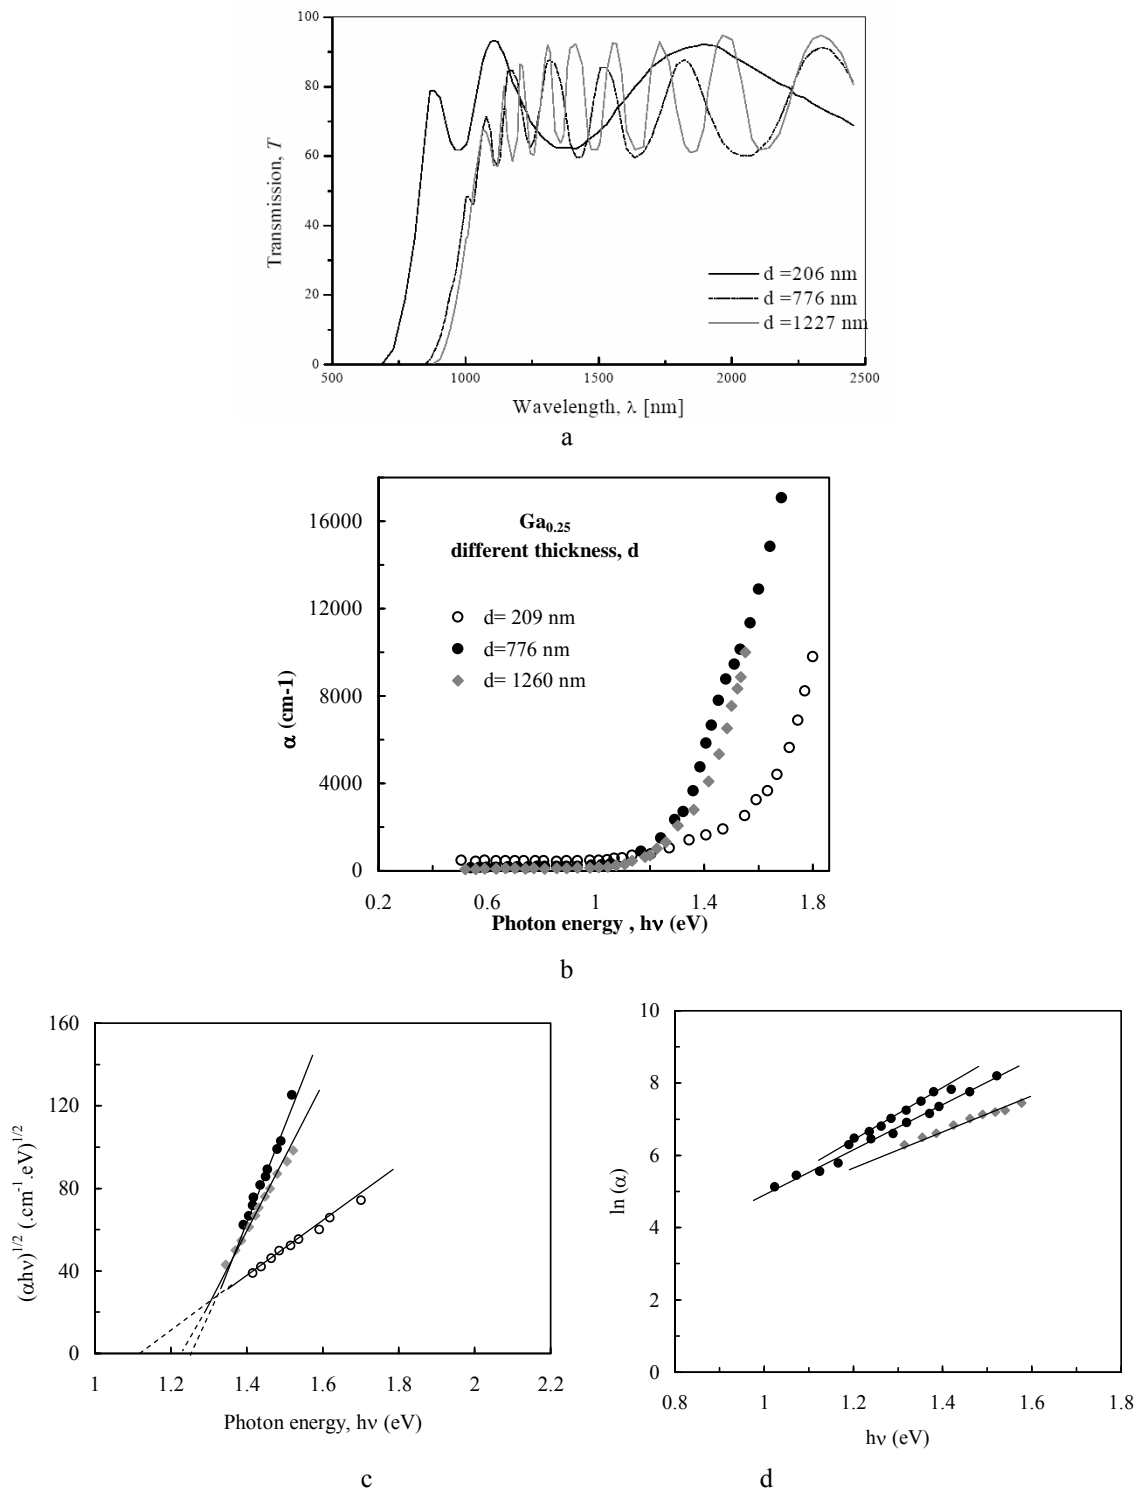 100
80
60
40
20
0
Transmission, T
500 1000 1500 2000 2500
Wavelength, λ [nm]
d =206 nm
d =776 nm
d =1227 nm
a
16000
12000
8000
4000
0
α (cm-1)
Ga0.25
different thickness, d
d= 209 nm
d=776 nm
d= 1260 nm
0.2 0.6 1 1.4 1.8
Photon energy , hν (eV)
b
160
120
80
40
0
(αhν)^1/2 (.cm^-1.eV)^1/2
1 1.2 1.4 1.6 1.8 2 2.2
Photon energy, hν (eV)
c
10
8
6
4
2
0
ln (α)
0.8 1 1.2 1.4 1.6 1.8
hν (eV)
d